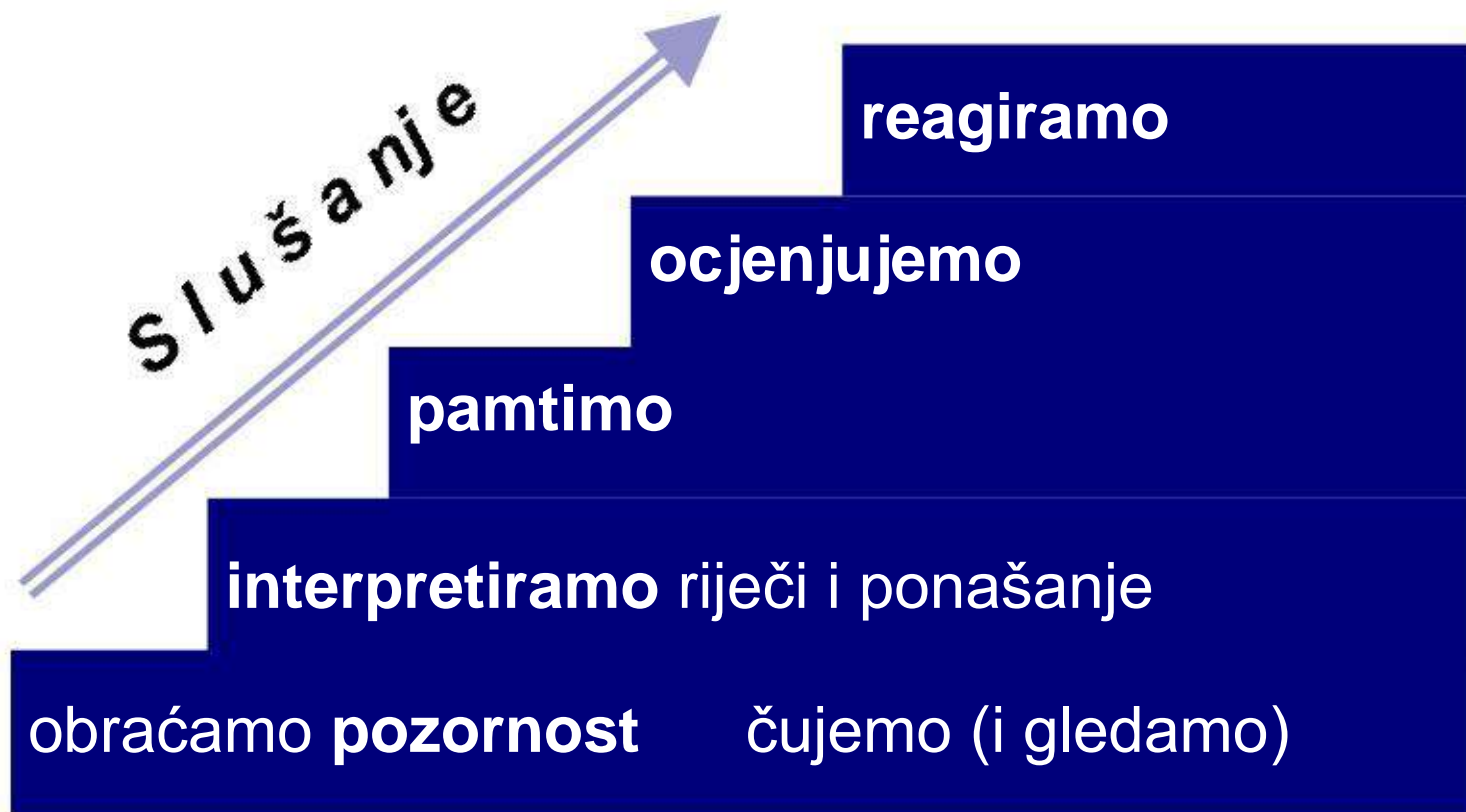 Slušanje
reagiramo
ocjenjujemo
pamtimo
interpretiramo riječi i ponašanje
obraćamo pozornost čujemo (i gledamo)